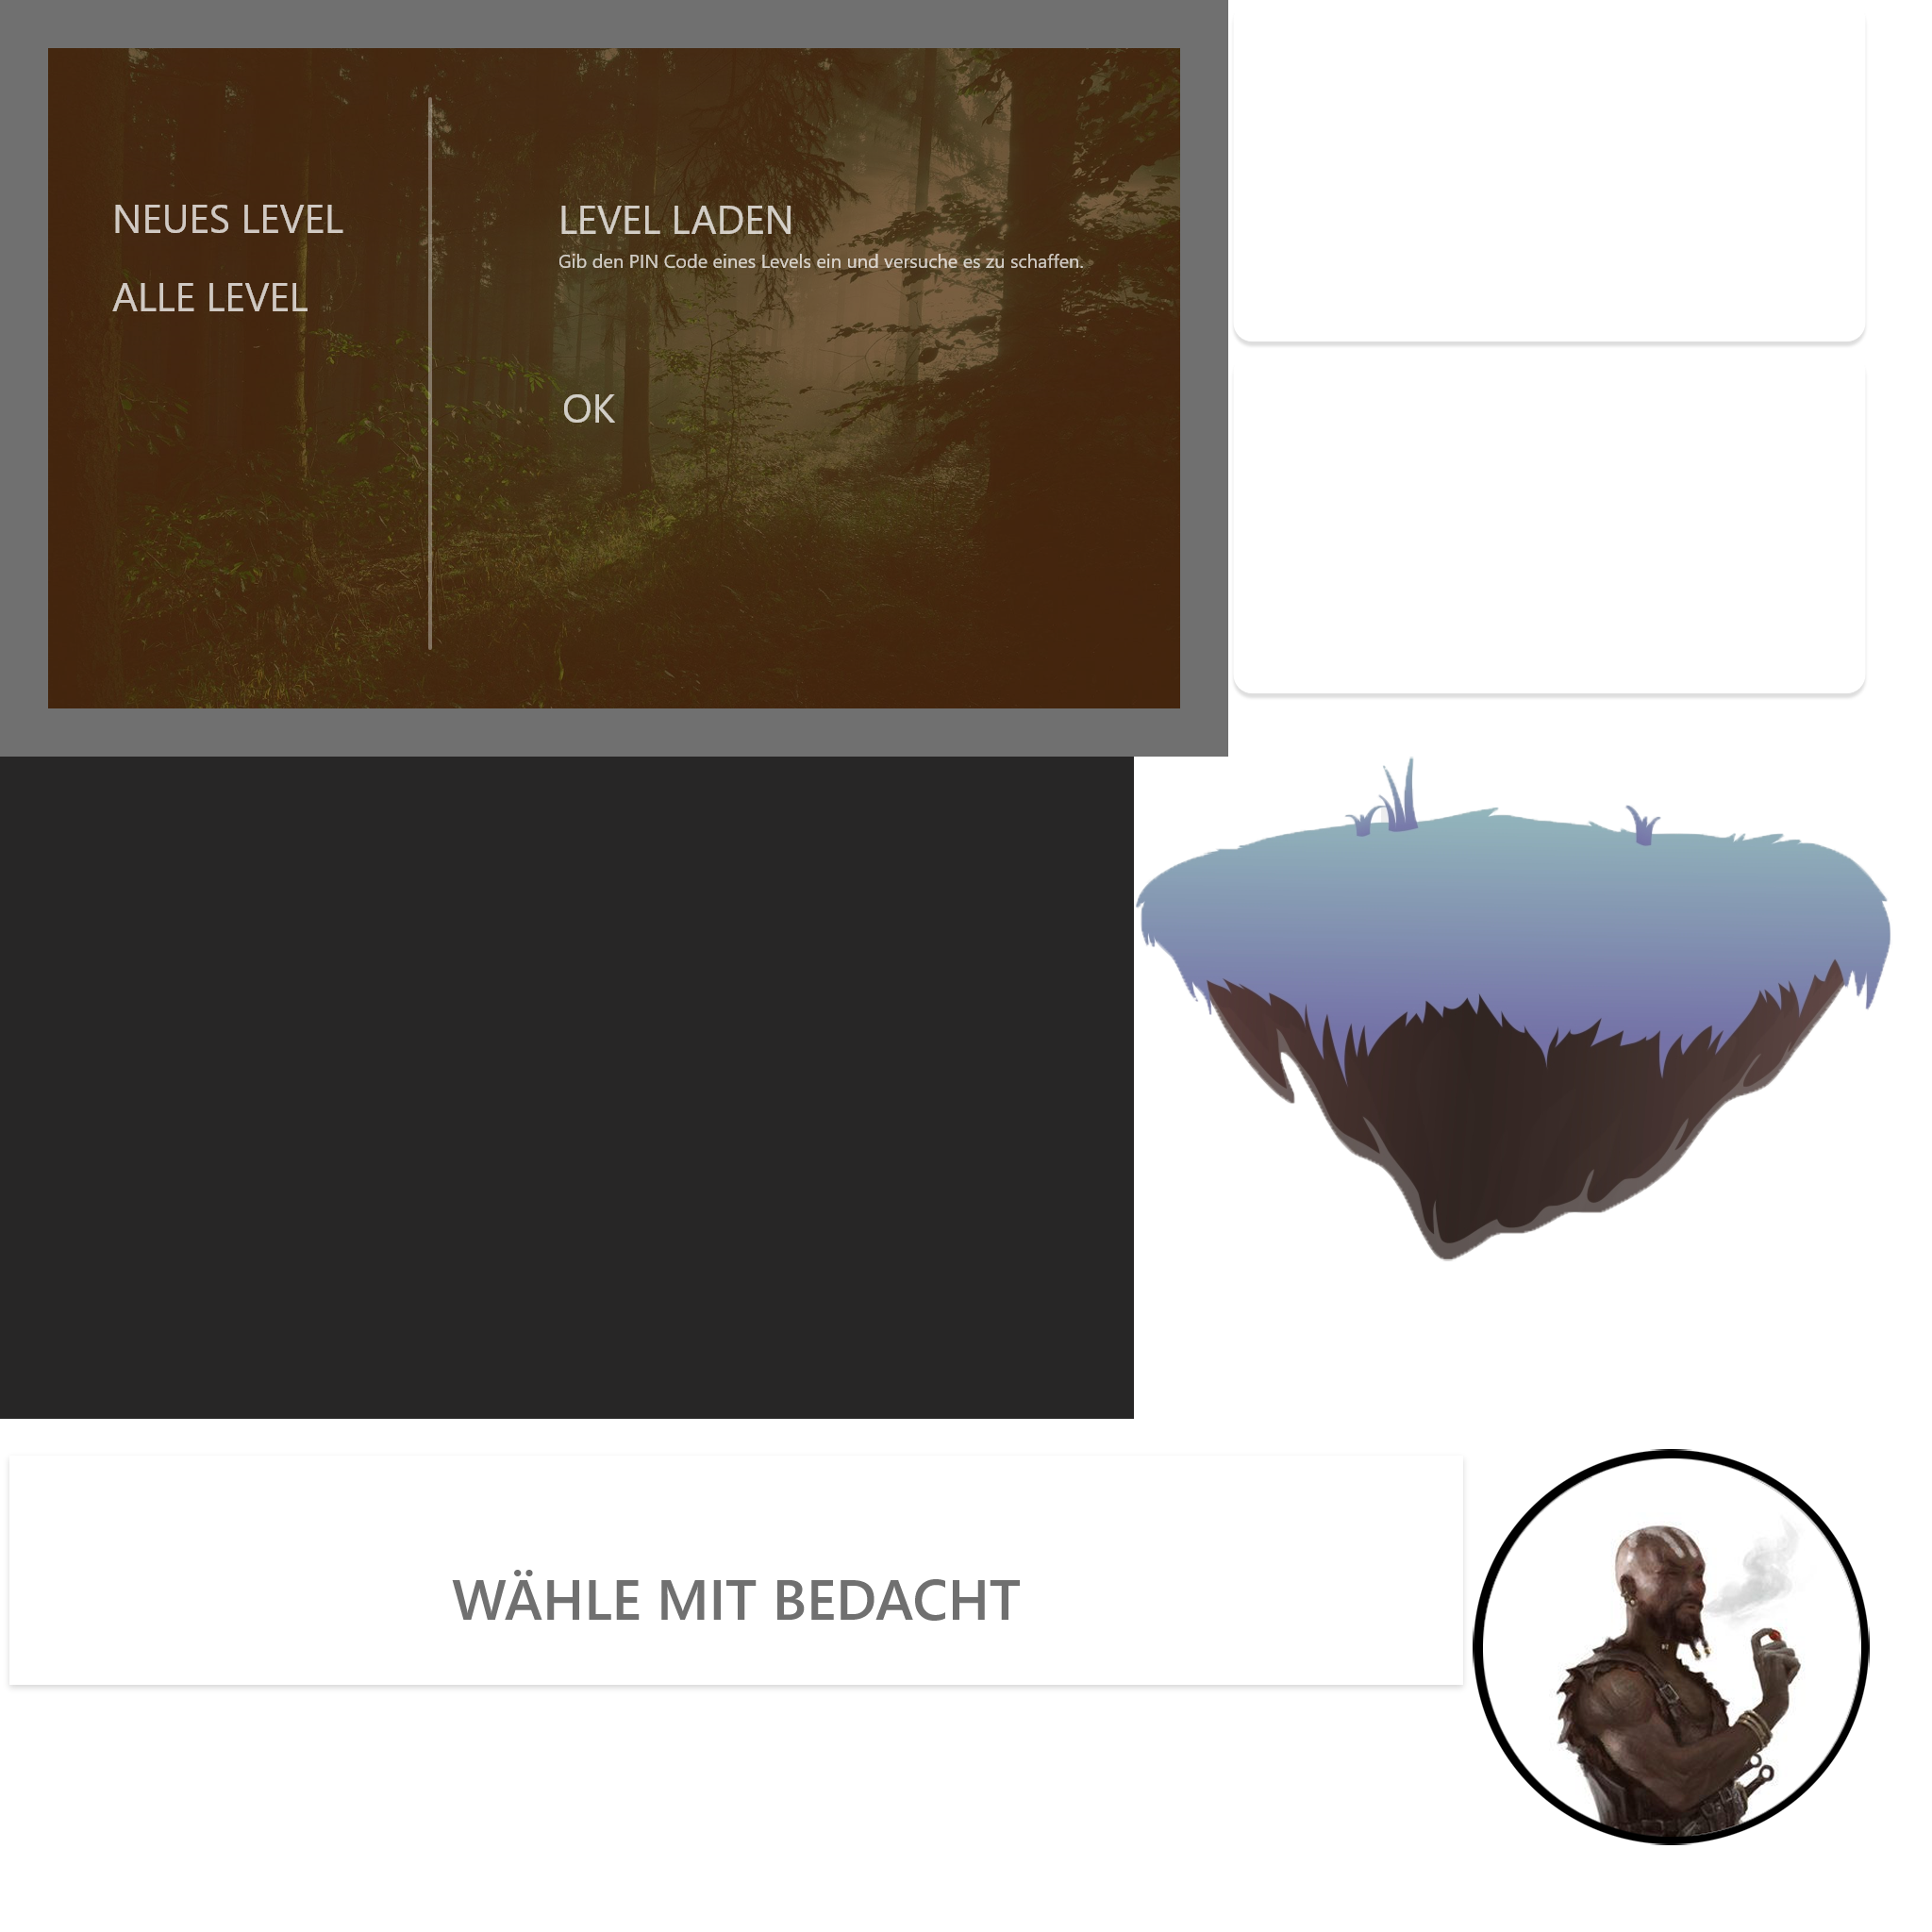 NEUES LEVEL
ALLE LEVEL
LEVEL LADEN
Gib den PIN Code eines Levels ein und versuche es zu schaffen.
OK
WÄHLE MIT BEDACHT